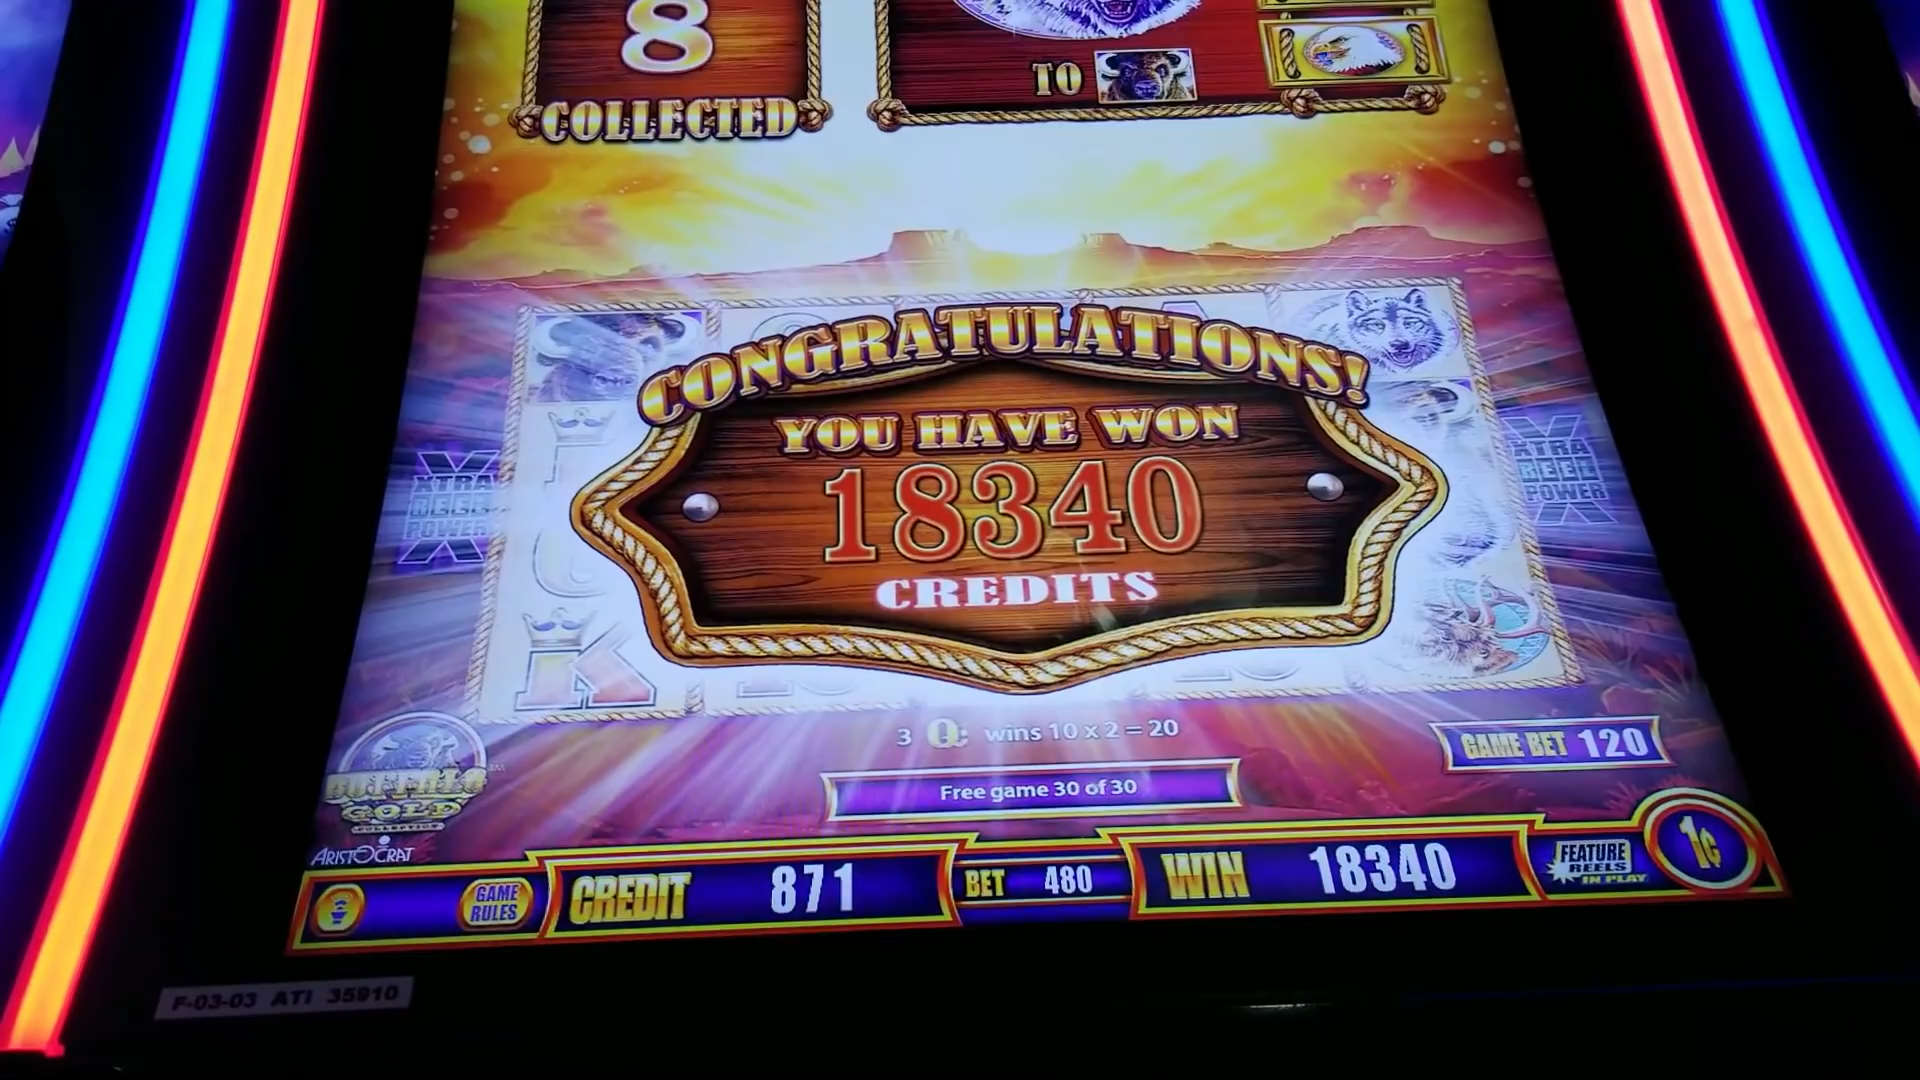 8
COLLECTED
TO
CONGRATULATIONS!
YOU HAVE WON
18340
CREDITS
XTRA
REEL
POWER
XTRA
REEL
POWER
K
3 Q: wins 10 x 2 = 20
GAME BET 120
Free game 30 of 30
BUFFALO
GOLD
COLLECTION
ARISTOCRAT
GAME
RULES
CREDIT 871
BET 480
WIN 18340
FEATURE
REELS
IN PLAY
1¢
F-03-03 ATI 35910